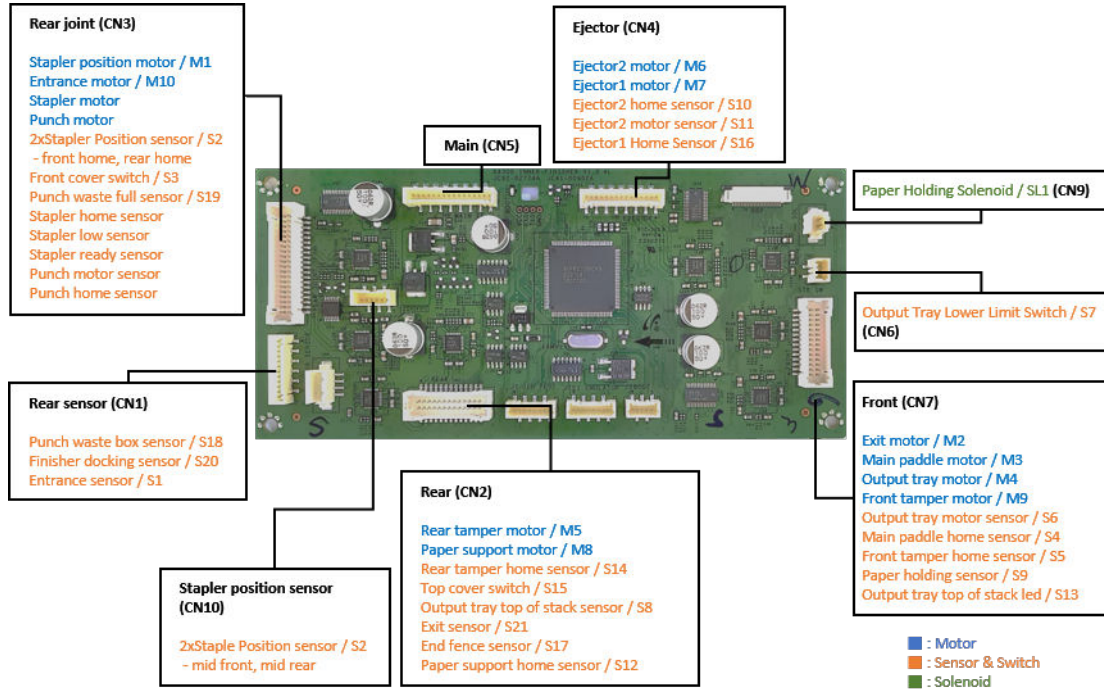 Rear joint (CN3)
Stapler position motor / M1
Entrance motor / M10
Stapler motor
Punch motor
2xStapler Position sensor / S2
- front home, rear home
Front cover switch / S3
Punch waste full sensor / S19
Stapler home sensor
Stapler low sensor
Stapler ready sensor
Punch motor sensor
Punch home sensor
Main (CN5)
Ejector (CN4)
Ejector2 motor / M6
Ejector1 motor / M7
Ejector2 home sensor / S10
Ejector2 motor sensor / S11
Ejector1 Home Sensor / S16
Paper Holding Solenoid / SL1 (CN9)
Output Tray Lower Limit Switch / S7
(CN6)
Rear sensor (CN1)
Punch waste box sensor / S18
Finisher docking sensor / S20
Entrance sensor / S1
Stapler position sensor
(CN10)
2xStaple Position sensor / S2
- mid front, mid rear
Rear (CN2)
Rear tamper motor / M5
Paper support motor / M8
Rear tamper home sensor / S14
Top cover switch / S15
Output tray top of stack sensor / S8
Exit sensor / S21
End fence sensor / S17
Paper support home sensor / S12
Front (CN7)
Exit motor / M2
Main paddle motor / M3
Output tray motor / M4
Front tamper motor / M9
Output tray motor sensor / S6
Main paddle home sensor / S4
Front tamper home sensor / S5
Paper holding sensor / S9
Output tray top of stack led / S13
: Motor
: Sensor & Switch
: Solenoid